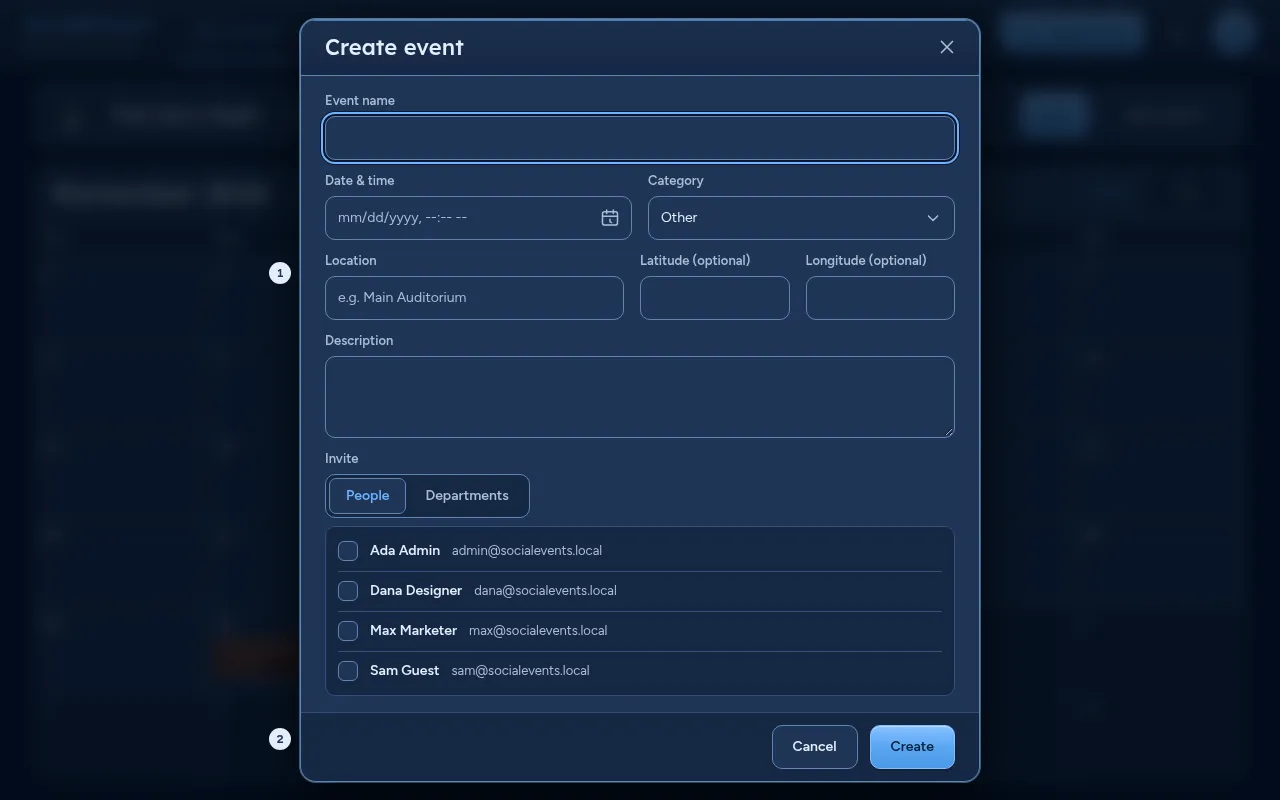 Create event
Event name
Date & time Category
mm/dd/yyyy, --:-- -- Other
1
Location Latitude (optional) Longitude (optional)
e.g. Main Auditorium
Description
Invite
People Departments
Ada Admin admin@socialevents.local
Dana Designer dana@socialevents.local
Max Marketer max@socialevents.local
Sam Guest sam@socialevents.local
2
Cancel Create